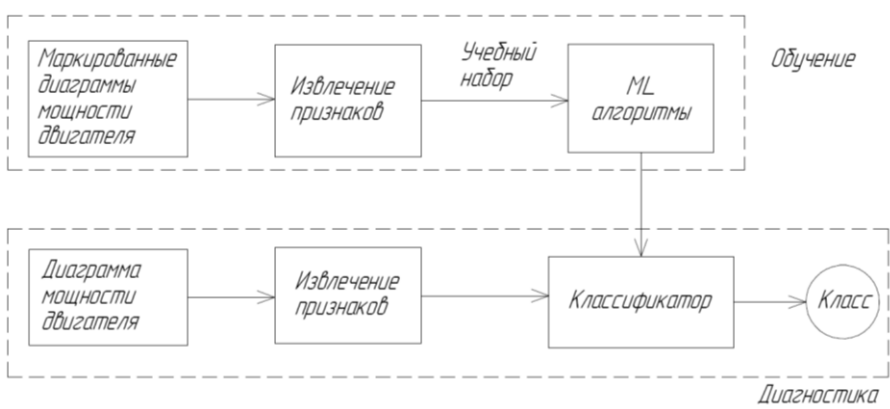 Маркированные
диаграммы
мощности
двигателя
Извлечение
признаков
Учебный
набор
ML
алгоритмы
Обучение
Диаграмма
мощности
двигателя
Извлечение
признаков
Классификатор
Класс
Диагностика